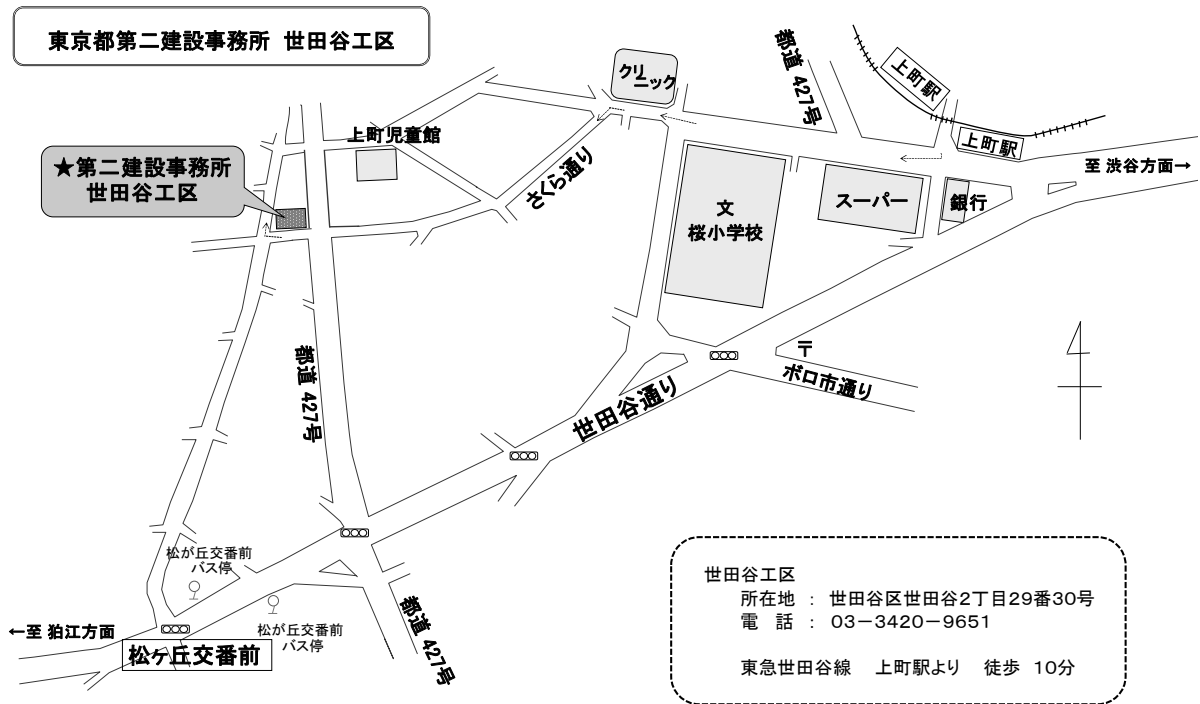 東京都第二建設事務所 世田谷工区
クリニック
都道 427号
上町駅
上町駅
至 渋谷方面→
上町児童館
★第二建設事務所
世田谷工区
さくら通り
文
桜小学校
スーパー
銀行
都道 427号
〒
ボロ市通り
世田谷通り
松が丘交番前
バス停
松が丘交番前
バス停
都道 427号
←至 狛江方面
松ヶ丘交番前
世田谷工区
所在地 : 世田谷区世田谷2丁目29番30号
電 話 : 03－3420－9651
東急世田谷線 上町駅より 徒歩 10分